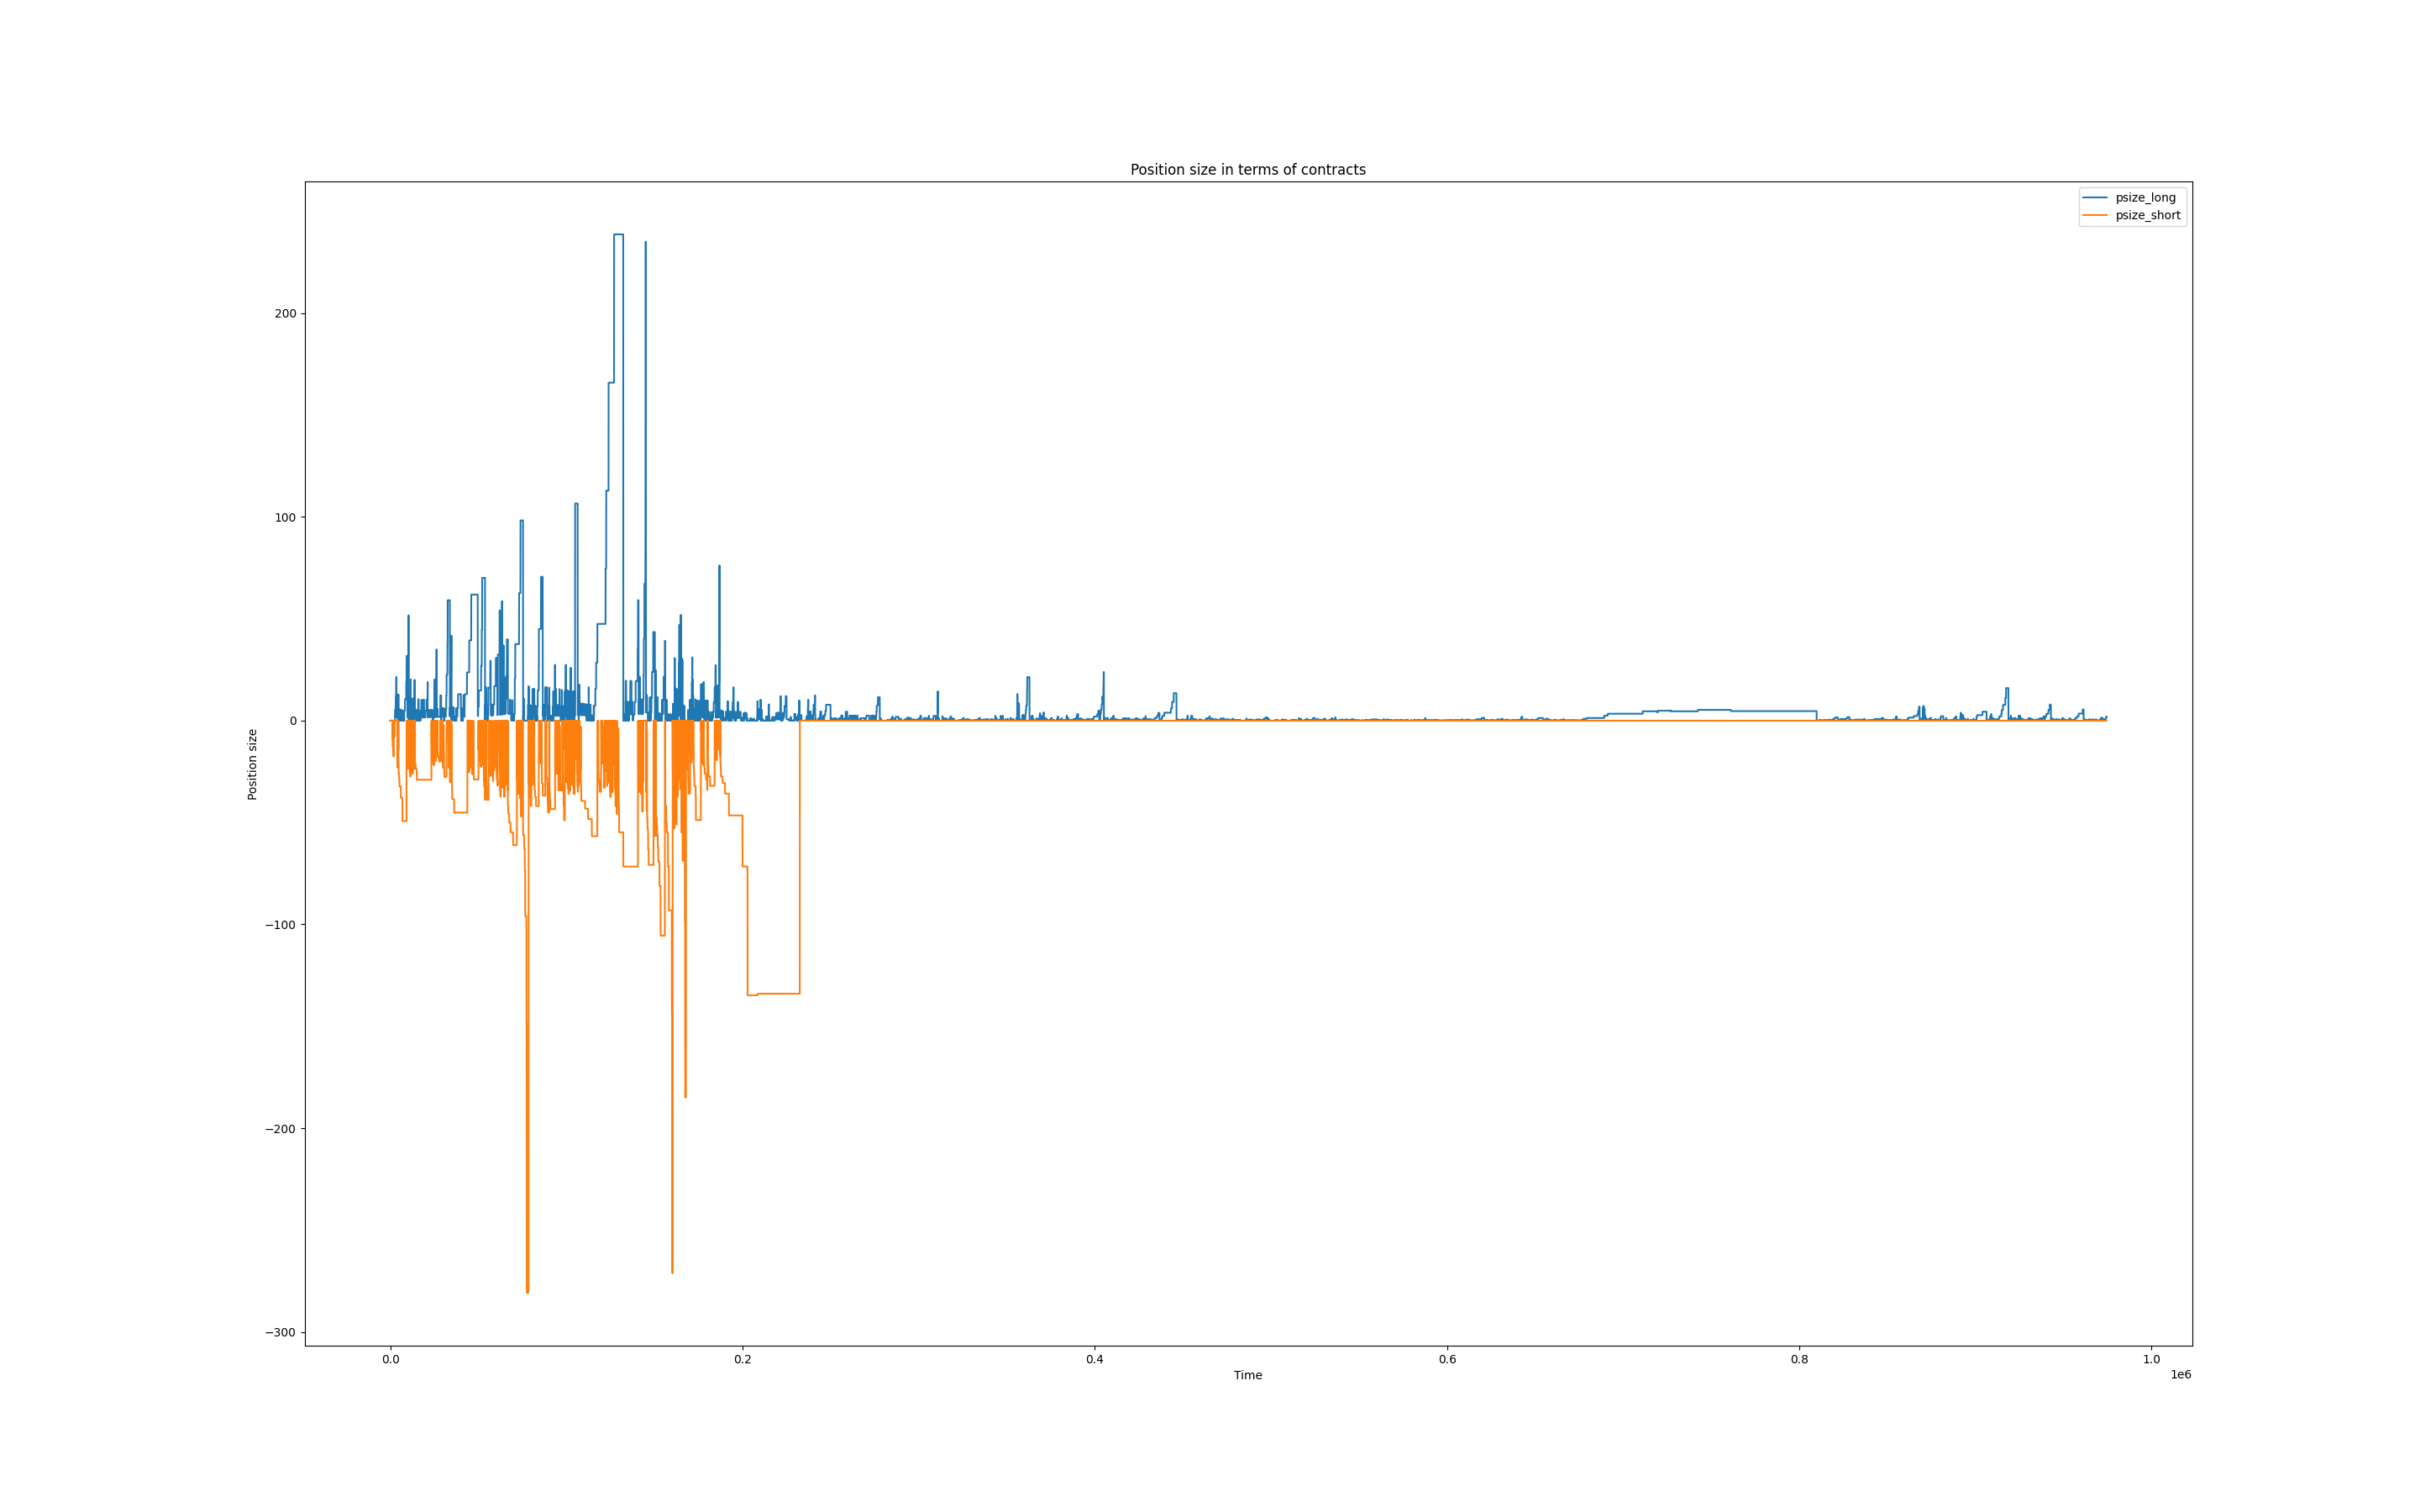 Position size in terms of contracts
psize_long
psize_short
Position size
200
100
0
−100
−200
−300
0.0
0.2
0.4
0.6
0.8
1.0
Time
1e6